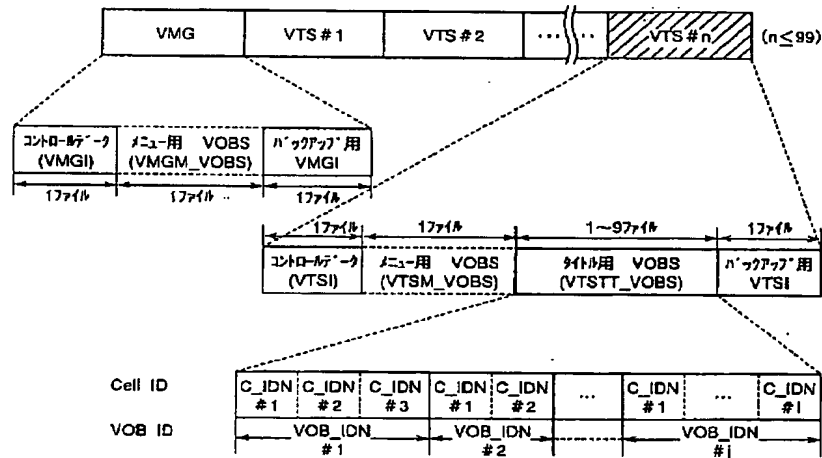 VMG VTS#1 VTS#2 ..... VTS#n (n≤99)
コントロールデータ (VMGI)
メニュー用 VOBS (VMGM_VOBS)
バックアップ用 VMGI
1ファイル 1ファイル 1ファイル
1ファイル 1ファイル 1～9ファイル 1ファイル
コントロールデータ (VTSI)
メニュー用 VOBS (VTSM_VOBS)
タイトル用 VOBS (VTSTT_VOBS)
バックアップ用 VTSI
Cell ID C_IDN #1 C_IDN #2 C_IDN #3 C_IDN #1 C_IDN #2 ... C_IDN #1 ... C_IDN #i
VOB ID VOB_IDN #1 VOB_IDN #2 VOB_IDN #j